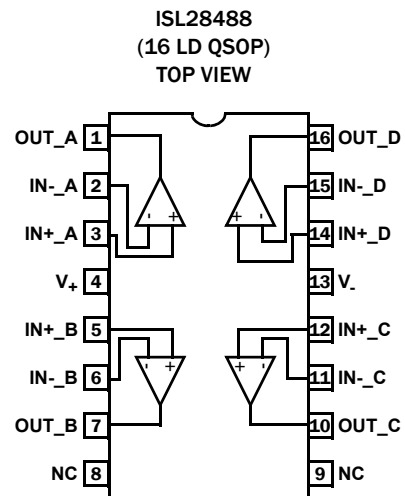 ISL28488
(16 LD QSOP)
TOP VIEW
OUT_A 1
IN-_A 2
IN+_A 3
V+ 4
IN+_B 5
IN-_B 6
OUT_B 7
NC 8
16 OUT_D
15 IN-_D
14 IN+_D
13 V-
12 IN+_C
11 IN-_C
10 OUT_C
9 NC
- +
+ -
- +
+ -